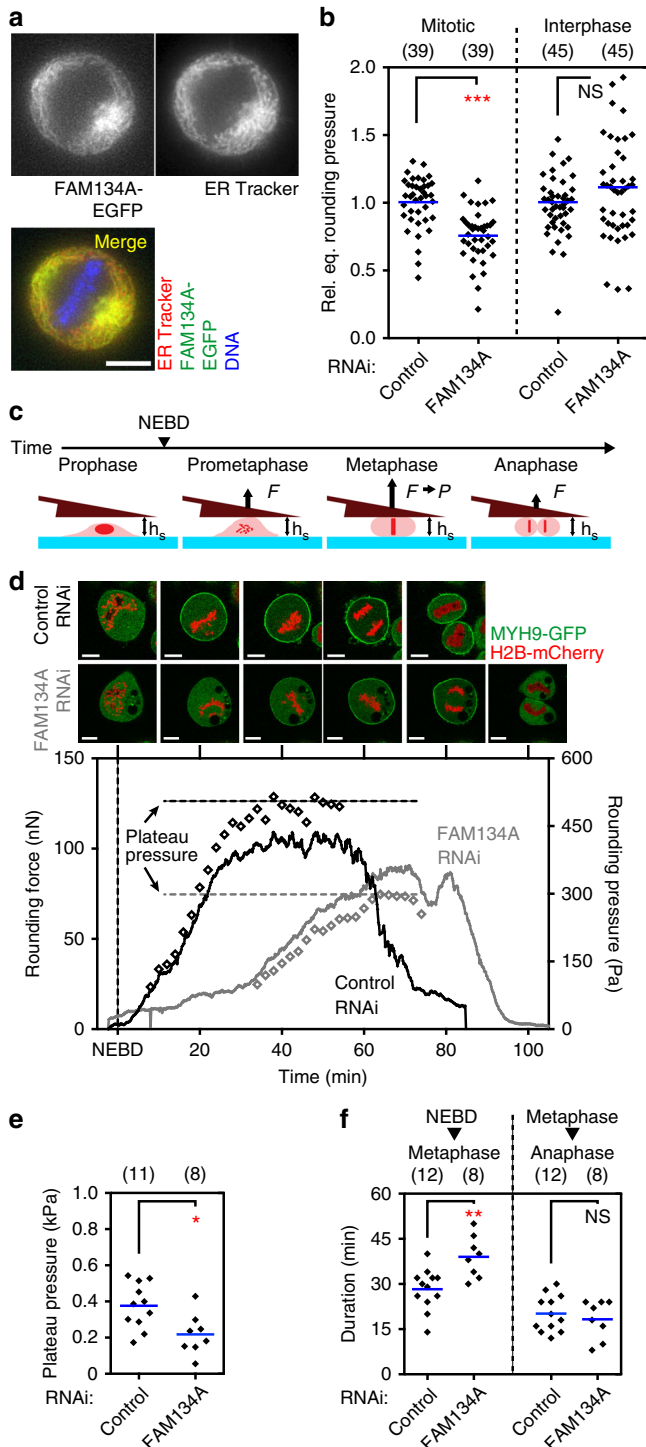 a
FAM134A-
EGFP
ER Tracker
Merge
ER Tracker
FAM134A-
EGFP
DNA
b
Mitotic
Interphase
(39)
(39)
(45)
(45)
***
NS
2.0
1.5
1.0
0.5
0.0
Rel. eq. rounding pressure
RNAi:
Control
FAM134A
Control
FAM134A
c
NEBD
Time
Prophase
Prometaphase
Metaphase
Anaphase
hs
F
hs
F → P
hs
F
hs
d
Control
RNAi
MYH9-GFP
H2B-mCherry
FAM134A
RNAi
150
100
50
0
Rounding force (nN)
600
450
300
150
0
Rounding pressure
(Pa)
Plateau
pressure
FAM134A
RNAi
Control
RNAi
NEBD
20
40
60
80
100
Time (min)
e
(11)
(8)
*
1.0
0.8
0.6
0.4
0.2
0
Plateau pressure (kPa)
RNAi:
Control
FAM134A
f
NEBD
Metaphase
Metaphase
Anaphase
(12)
(8)
(12)
(8)
**
NS
60
45
30
15
0
Duration (min)
RNAi:
Control
FAM134A
Control
FAM134A